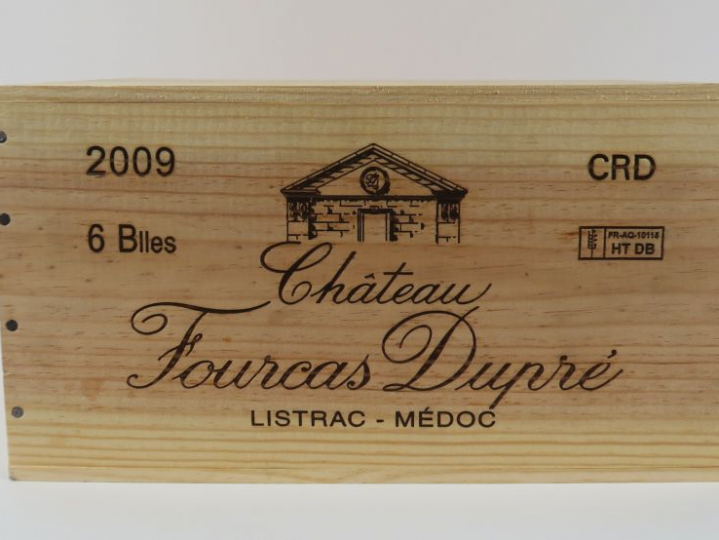 2009
CRD
6 Blles
FR-AQ-10118
HT DB
Château
Fourcas Dupré
LISTRAC - MÉDOC